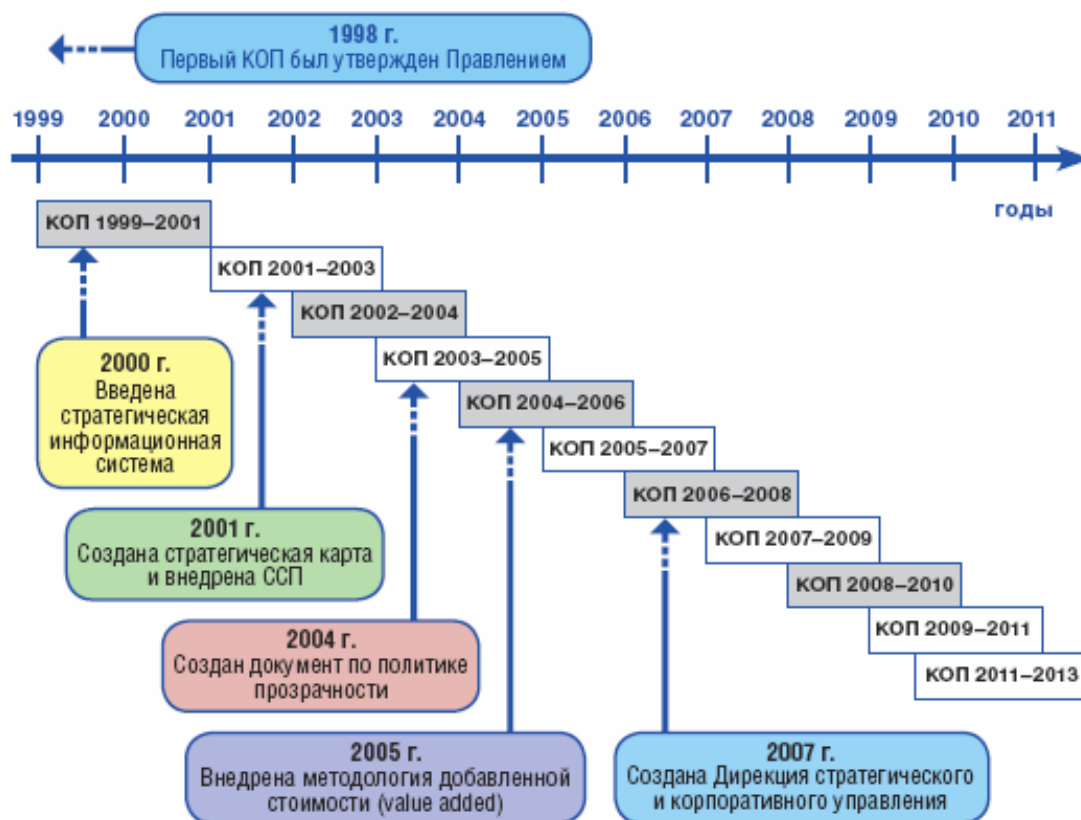 1998 г.
Первый КОП был утвержден Правлением
1999 2000 2001 2002 2003 2004 2005 2006 2007 2008 2009 2010 2011
годы
КОП 1999–2001
КОП 2001–2003
КОП 2002–2004
КОП 2003–2005
КОП 2004–2006
КОП 2005–2007
КОП 2006–2008
КОП 2007–2009
КОП 2008–2010
КОП 2009–2011
КОП 2011–2013
2000 г.
Введена
стратегическая
информационная
система
2001 г.
Создана стратегическая карта
и внедрена ССП
2004 г.
Создан документ по политике
прозрачности
2005 г.
Внедрена методология добавленной
стоимости (value added)
2007 г.
Создана Дирекция стратегического
и корпоративного управления